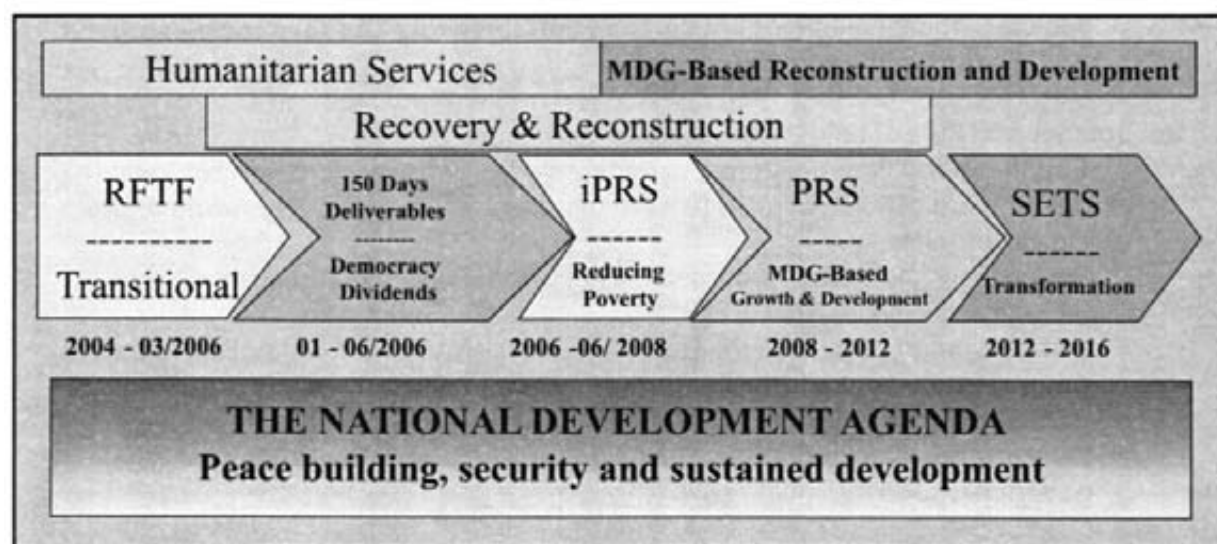 Humanitarian Services
MDG-Based Reconstruction and Development
Recovery & Reconstruction
RFTF
----------
Transitional
150 Days
Deliverables
--------
Democracy
Dividends
iPRS
------
Reducing
Poverty
PRS
-----
MDG-Based
Growth & Development
SETS
------
Transformation
2004 - 03/2006
01 - 06/2006
2006 -06/ 2008
2008 - 2012
2012 - 2016
THE NATIONAL DEVELOPMENT AGENDA
Peace building, security and sustained development